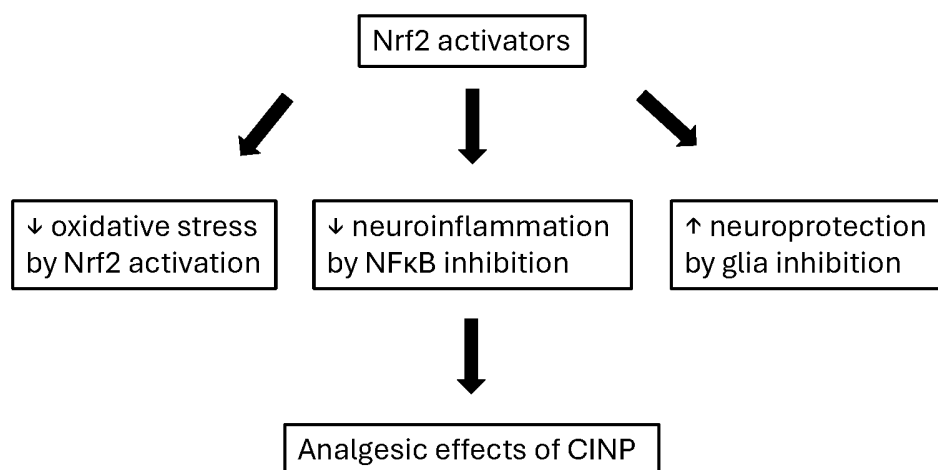 Nrf2 activators
↓ oxidative stress
by Nrf2 activation
↓ neuroinflammation
by NFκB inhibition
↑ neuroprotection
by glia inhibition
Analgesic effects of CINP